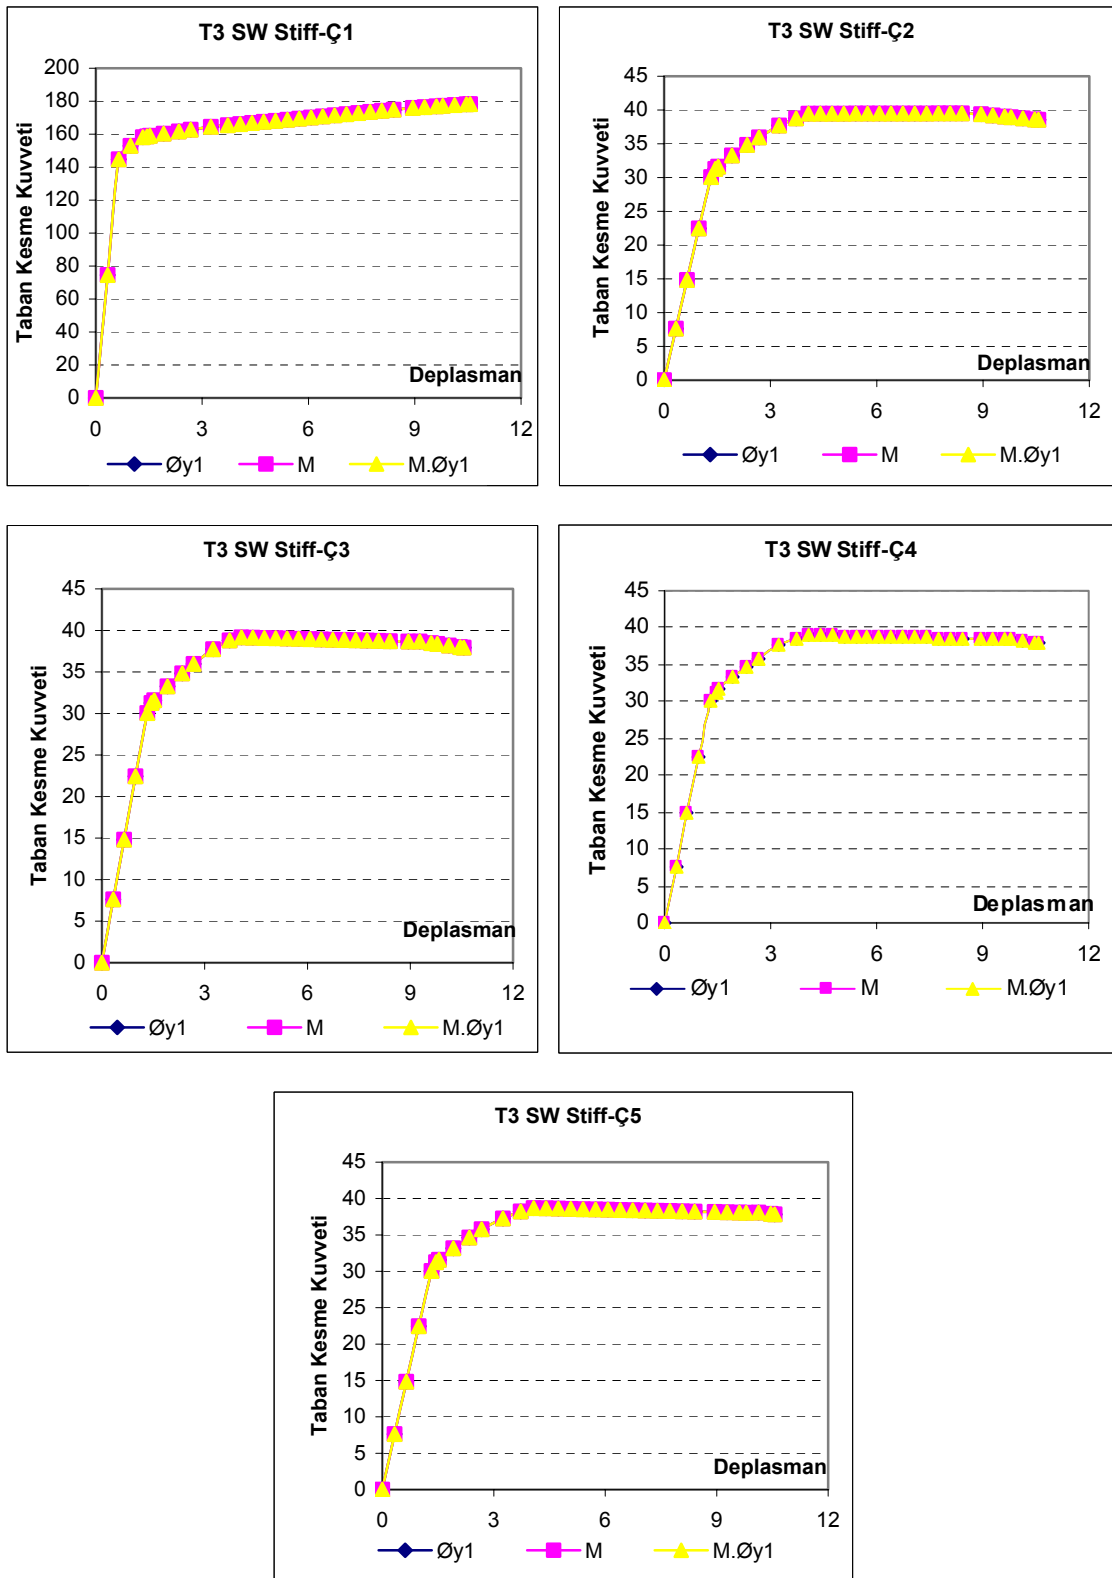 T3 SW Stiff-Ç1
Taban Kesme Kuvveti
200
180
160
140
120
100
80
60
40
20
0
Deplasman
0 3 6 9 12
Øy1 M M.Øy1
T3 SW Stiff-Ç2
Taban Kesme Kuvveti
45
40
35
30
25
20
15
10
5
0
Deplasman
0 3 6 9 12
Øy1 M M.Øy1
T3 SW Stiff-Ç3
Taban Kesme Kuvveti
45
40
35
30
25
20
15
10
5
0
Deplasman
0 3 6 9 12
Øy1 M M.Øy1
T3 SW Stiff-Ç4
Taban Kesme Kuvveti
45
40
35
30
25
20
15
10
5
0
Deplasman
0 3 6 9 12
Øy1 M M.Øy1
T3 SW Stiff-Ç5
Taban Kesme Kuvveti
45
40
35
30
25
20
15
10
5
0
Deplasman
0 3 6 9 12
Øy1 M M.Øy1